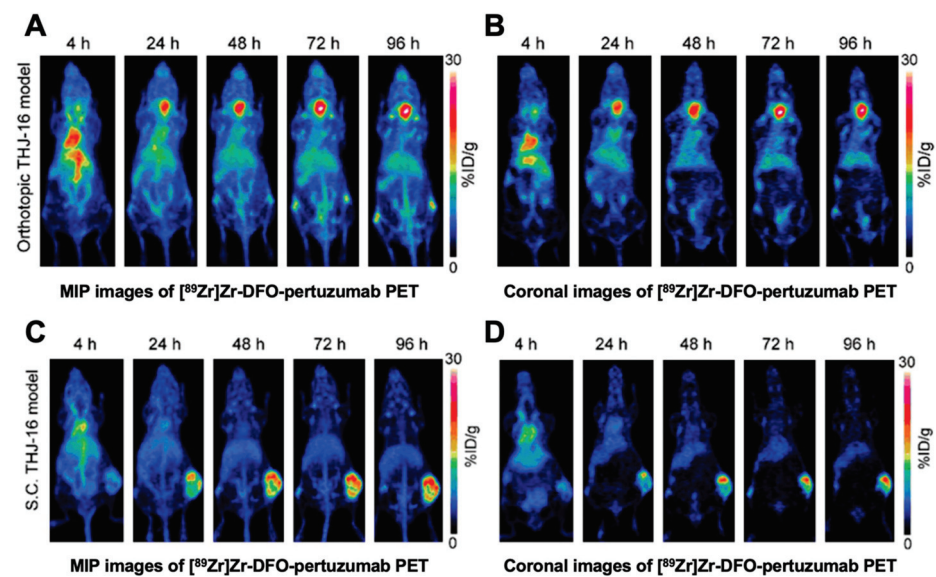 A
B
4 h 24 h 48 h 72 h 96 h
4 h 24 h 48 h 72 h 96 h
Orthotopic THJ-16 model
30
%ID/g
0
30
%ID/g
0
MIP images of [⁸⁹Zr]Zr-DFO-pertuzumab PET
Coronal images of [⁸⁹Zr]Zr-DFO-pertuzumab PET
C
D
4 h 24 h 48 h 72 h 96 h
4 h 24 h 48 h 72 h 96 h
S.C. THJ-16 model
30
%ID/g
0
30
%ID/g
0
MIP images of [⁸⁹Zr]Zr-DFO-pertuzumab PET
Coronal images of [⁸⁹Zr]Zr-DFO-pertuzumab PET